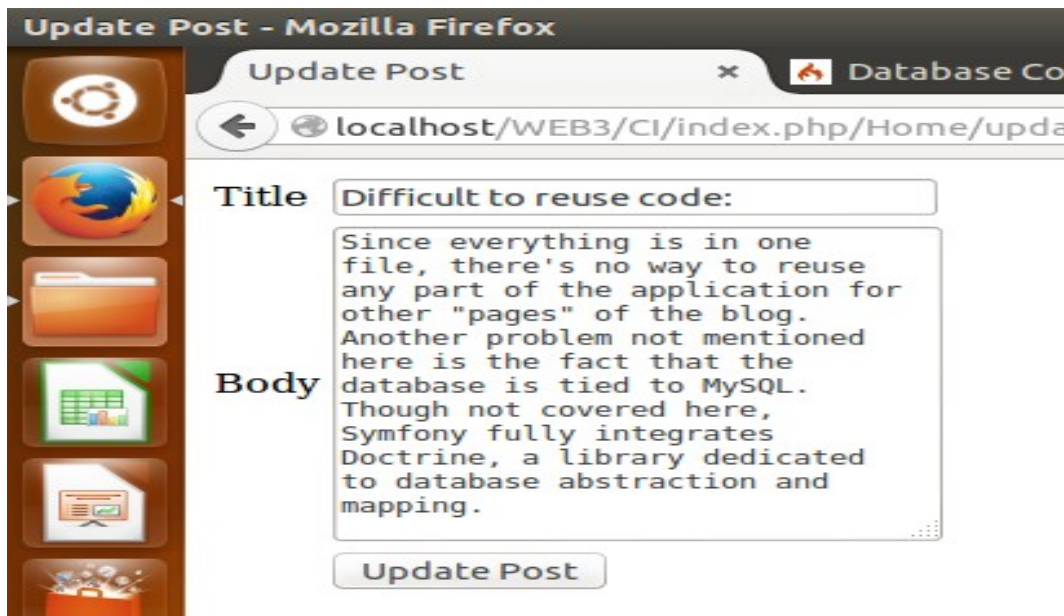 Update Post - Mozilla Firefox
Update Post
Database Co
localhost/WEB3/CI/index.php/Home/upda
Title
Difficult to reuse code:
Body
Since everything is in one
file, there's no way to reuse
any part of the application for
other "pages" of the blog.
Another problem not mentioned
here is the fact that the
database is tied to MySQL.
Though not covered here,
Symfony fully integrates
Doctrine, a library dedicated
to database abstraction and
mapping.
Update Post